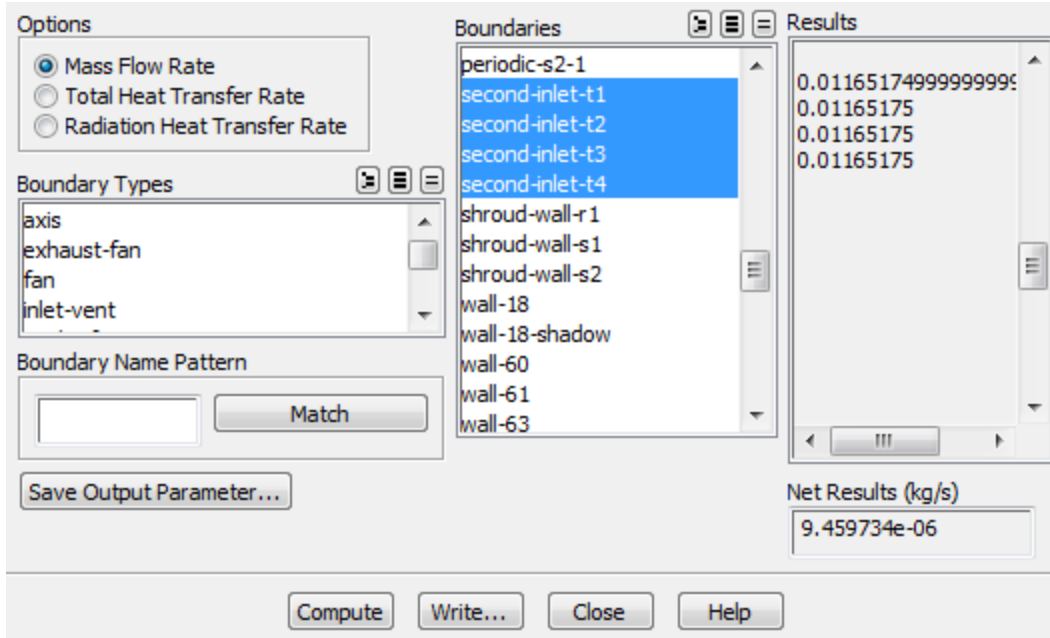 Options
Mass Flow Rate
Total Heat Transfer Rate
Radiation Heat Transfer Rate
Boundary Types
axis
exhaust-fan
fan
inlet-vent
Boundary Name Pattern
Match
Save Output Parameter...
Boundaries
periodic-s2-1
second-inlet-t1
second-inlet-t2
second-inlet-t3
second-inlet-t4
shroud-wall-r1
shroud-wall-s1
shroud-wall-s2
wall-18
wall-18-shadow
wall-60
wall-61
wall-63
Results
0.01165174999999999
0.01165175
0.01165175
0.01165175
Net Results (kg/s)
9.459734e-06
Compute
Write...
Close
Help